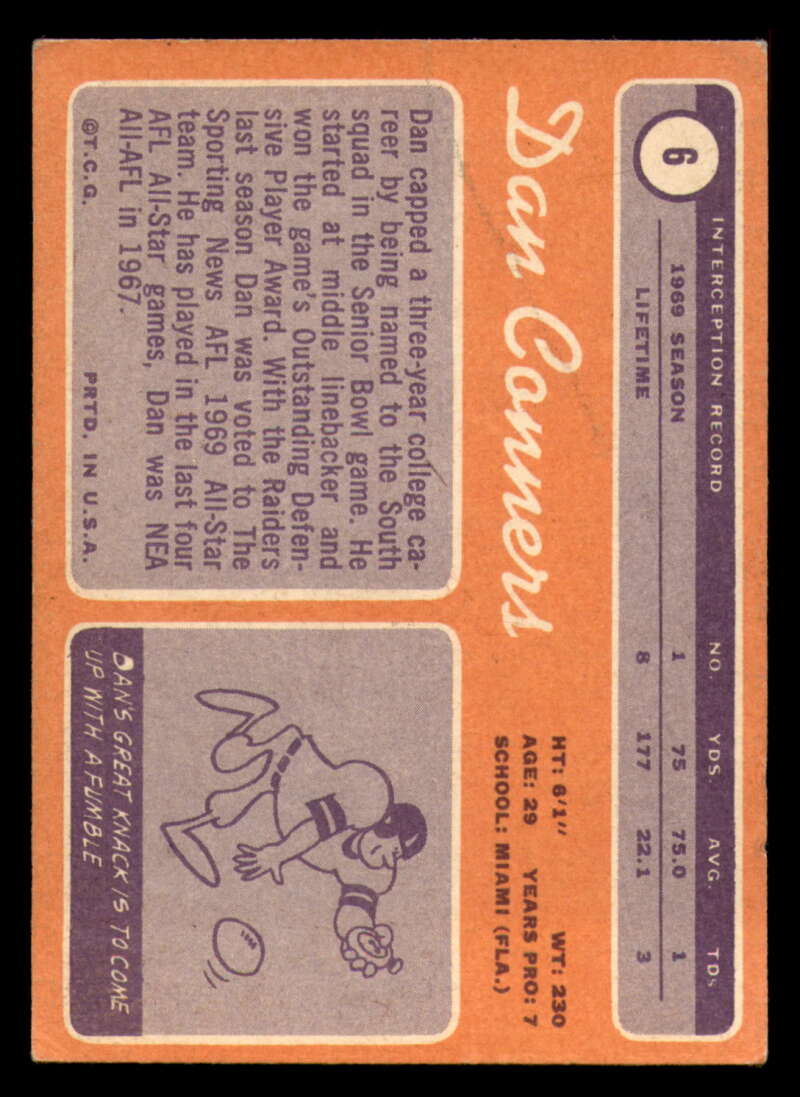 6
INTERCEPTION RECORD NO. YDS. AVG. TDs
1969 SEASON 1 75 75.0 1
LIFETIME 8 177 22.1 3
Dan Conners
HT: 6'1" WT: 230
AGE: 29 YEARS PRO: 7
SCHOOL: MIAMI (FLA.)
Dan capped a three-year college ca-
reer by being named to the South
squad in the Senior Bowl game. He
started at middle linebacker and
won the game's Outstanding Defen-
sive Player Award. With the Raiders
last season Dan was voted to The
Sporting News AFL 1969 All-Star
team. He has played in the last four
AFL All-Star games, Dan was NEA
All-AFL in 1967.
©T.C.G. PRTD. IN U.S.A.
DAN'S GREAT KNACK IS TO COME
UP WITH A FUMBLE